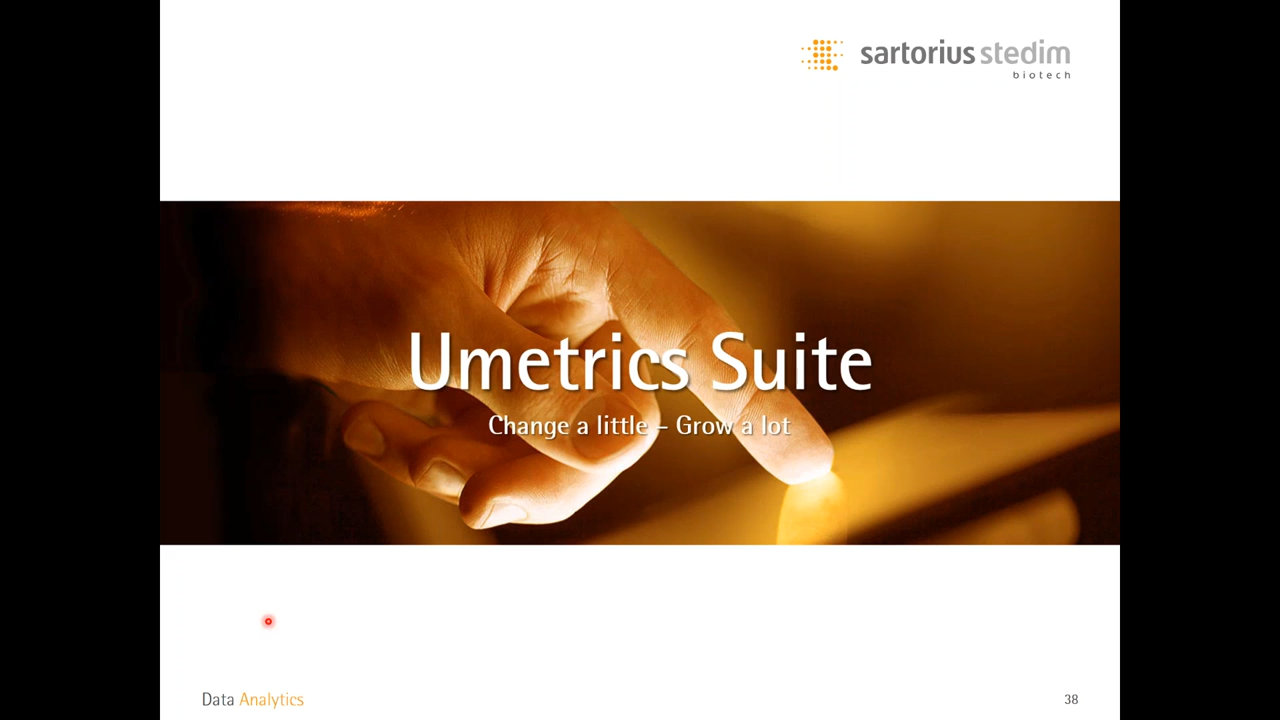 sartorius stedim
biotech
Umetrics Suite
Change a little – Grow a lot
Data Analytics
38